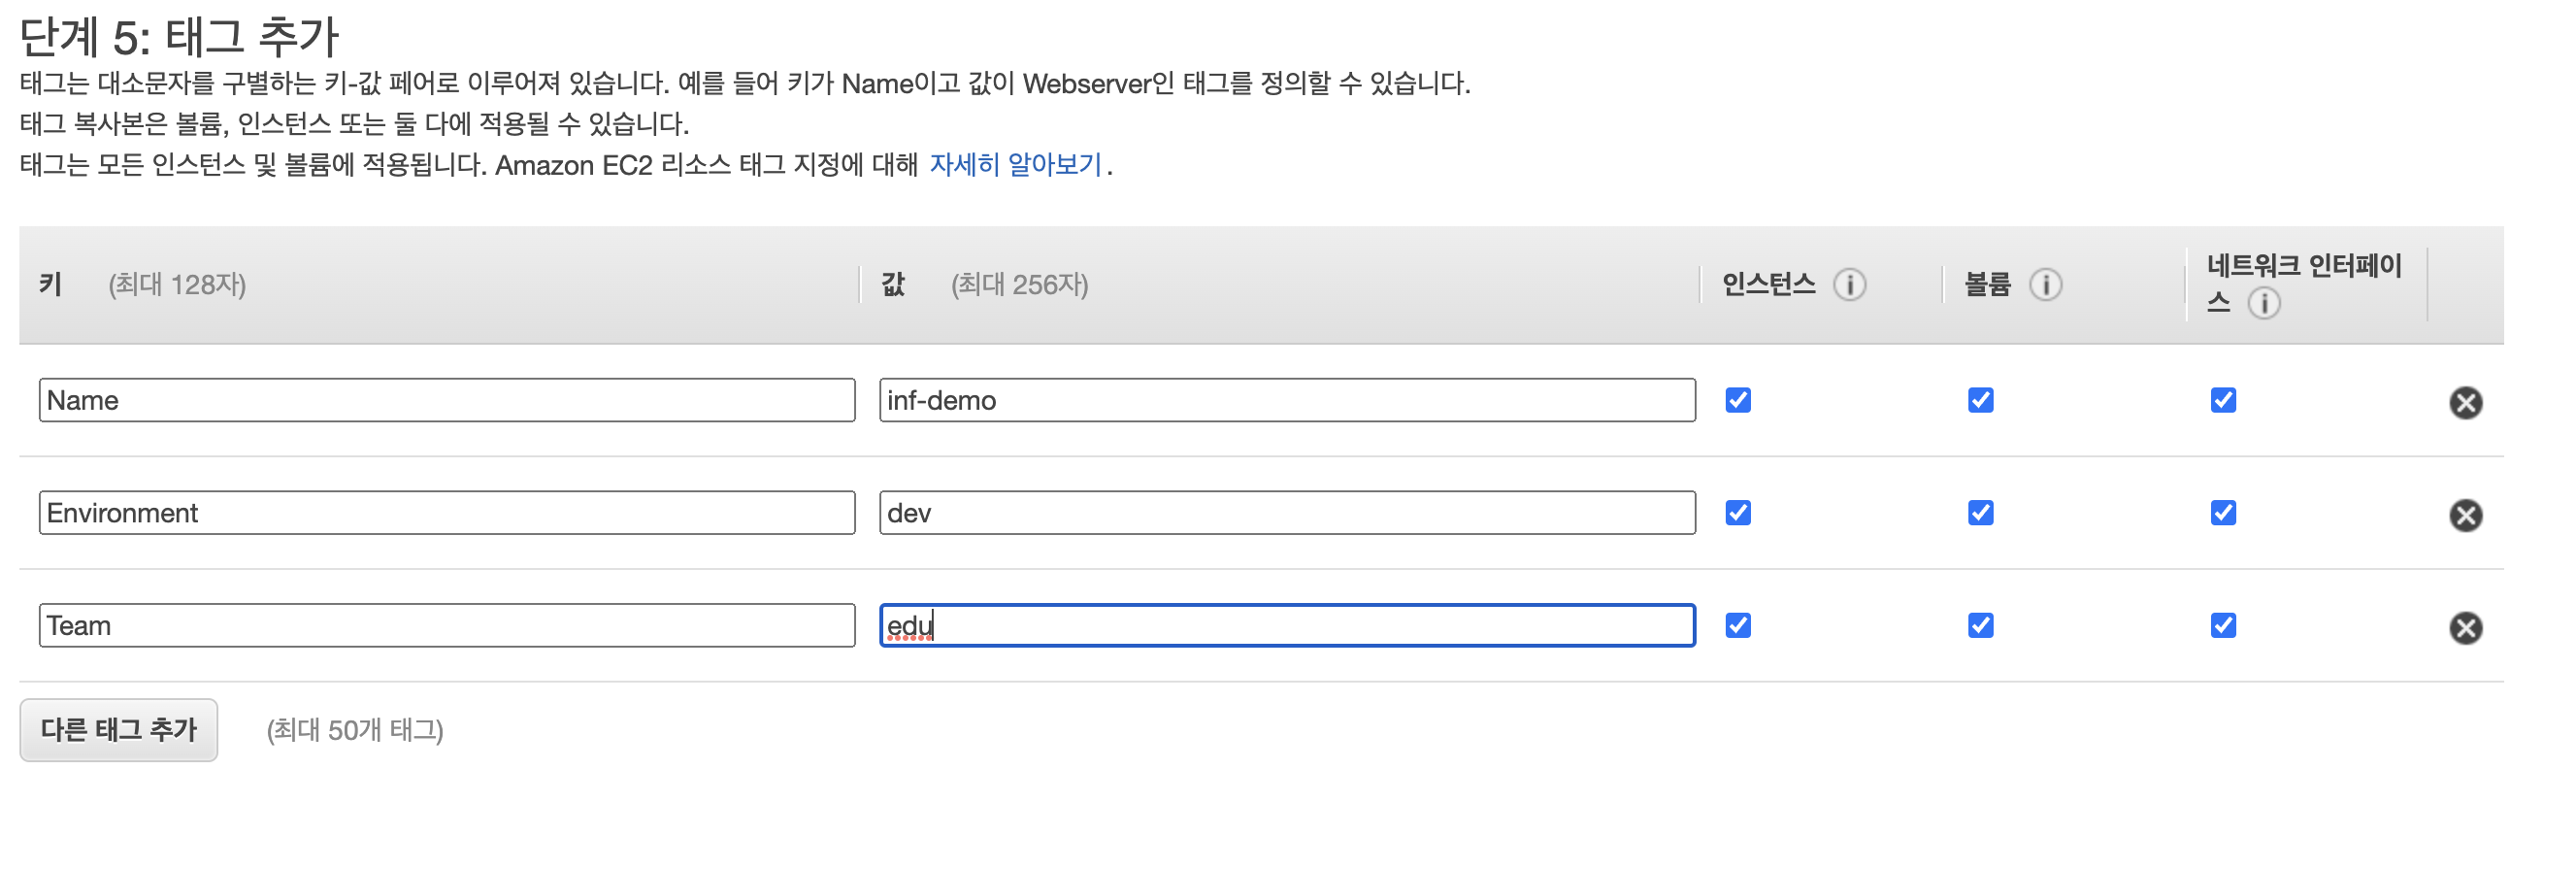 단계 5: 태그 추가
태그는 대소문자를 구별하는 키-값 페어로 이루어져 있습니다. 예를 들어 키가 Name이고 값이 Webserver인 태그를 정의할 수 있습니다.
태그 복사본은 볼륨, 인스턴스 또는 둘 다에 적용될 수 있습니다.
태그는 모든 인스턴스 및 볼륨에 적용됩니다. Amazon EC2 리소스 태그 지정에 대해 자세히 알아보기.
키 (최대 128자) 값 (최대 256자) 인스턴스 볼륨 네트워크 인터페이
스
Name inf-demo
Environment dev
Team edu
다른 태그 추가 (최대 50개 태그)